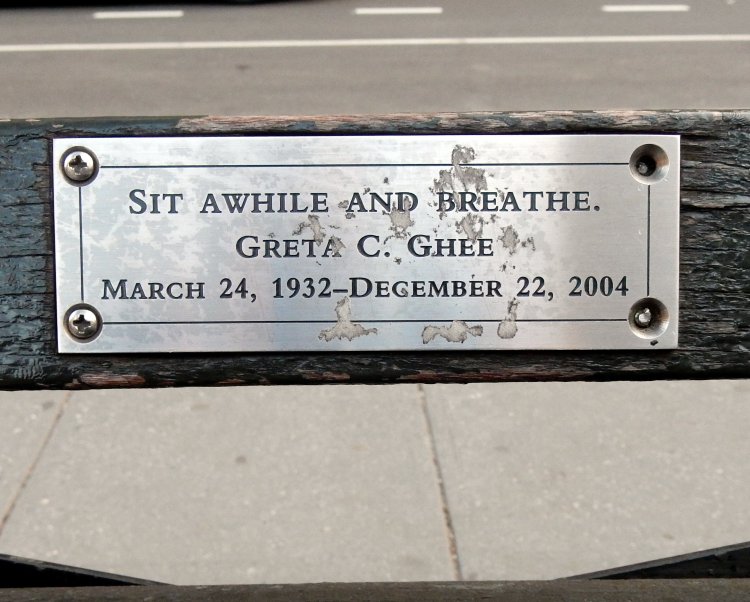 Sit awhile and breathe.
Greta C. Ghee
March 24, 1932–December 22, 2004